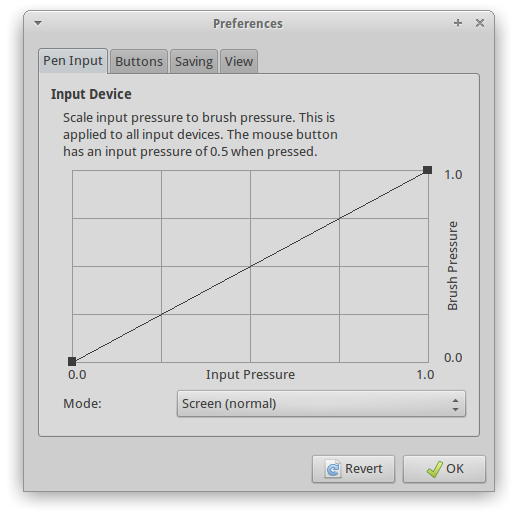 Preferences
Pen Input
Buttons
Saving
View
Input Device
Scale input pressure to brush pressure. This is
applied to all input devices. The mouse button
has an input pressure of 0.5 when pressed.
1.0
Brush Pressure
0.0
0.0
Input Pressure
1.0
Mode:
Screen (normal)
Revert
OK